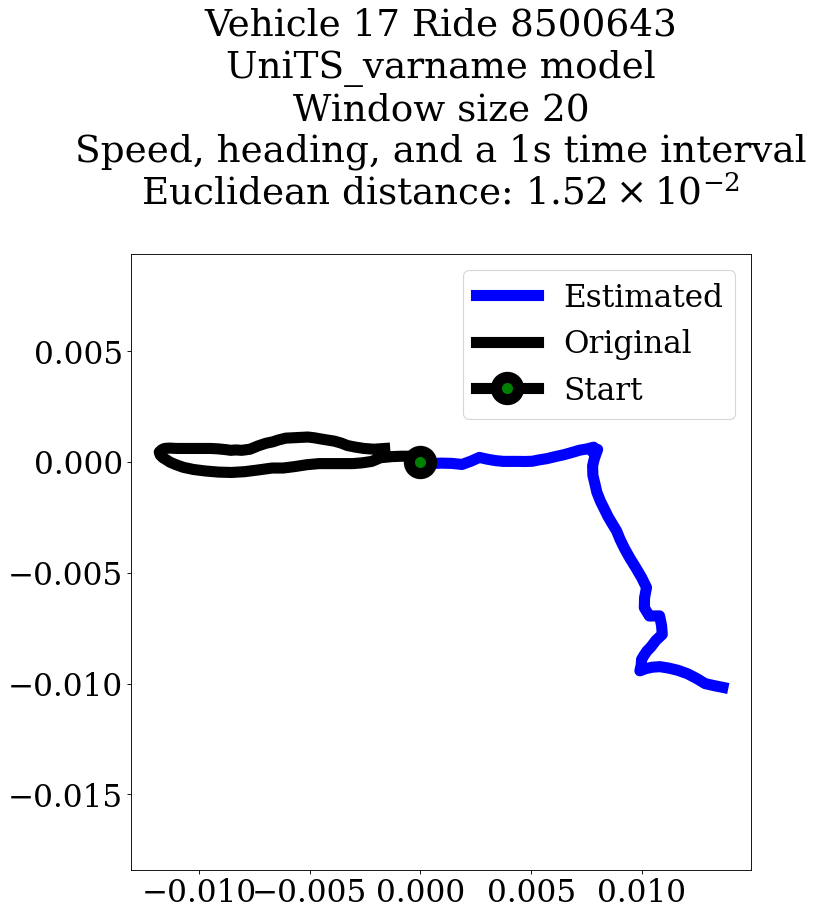 Vehicle 17 Ride 8500643
UniTS_varname model
Window size 20
Speed, heading, and a 1s time interval
Euclidean distance: 1.52 × 10⁻²
Estimated
Original
Start
0.005
0.000
−0.005
−0.010
−0.015
−0.010 −0.005 0.000 0.005 0.010